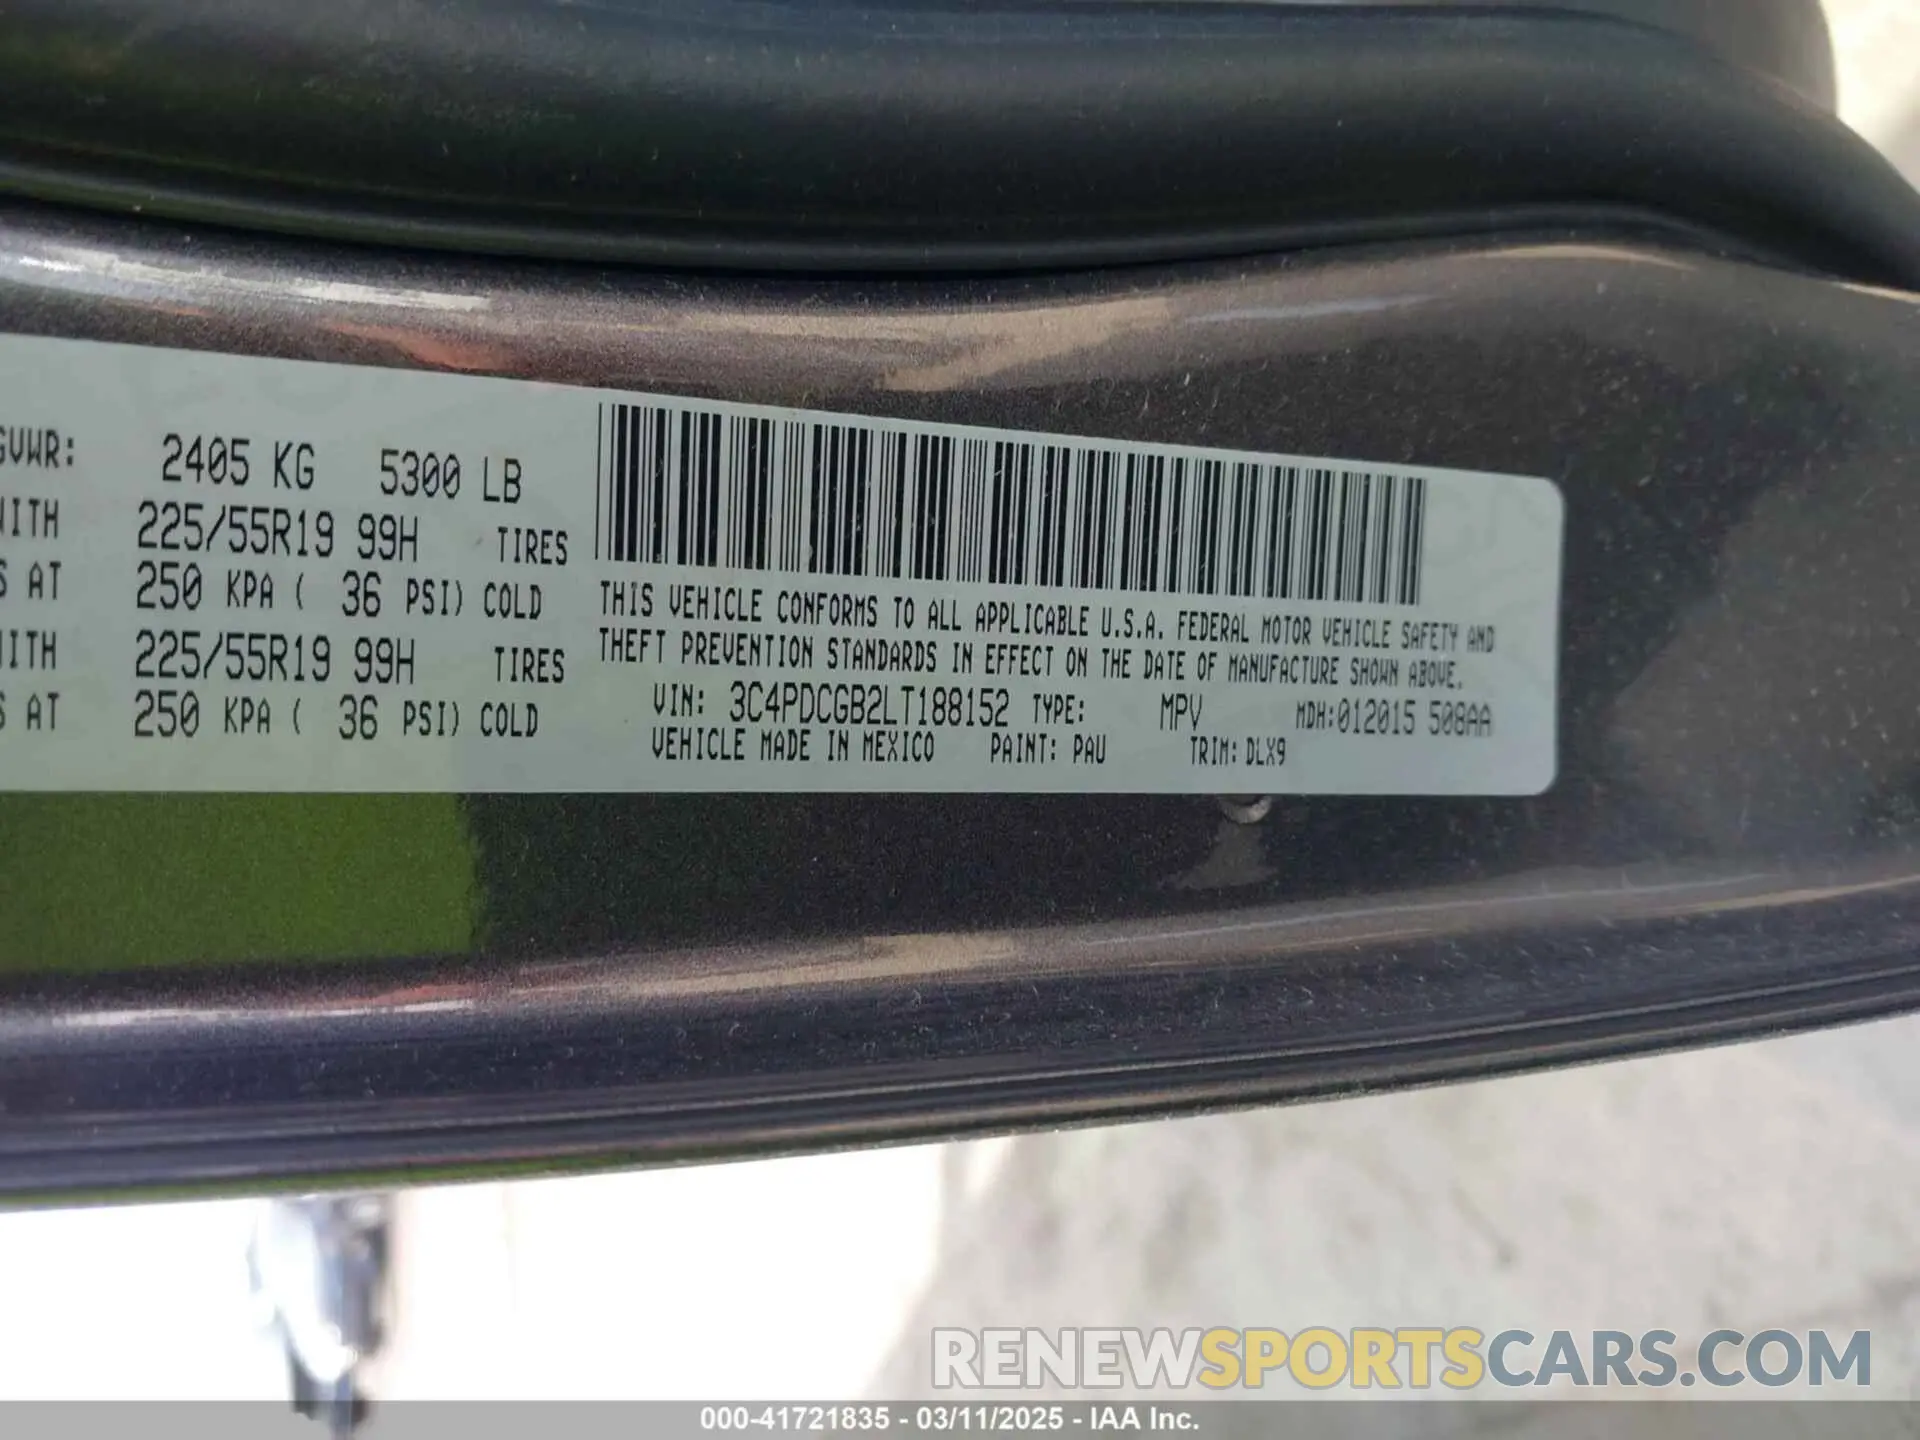 GVWR: 2405 KG 5300 LB
WITH 225/55R19 99H TIRES
S AT 250 KPA ( 36 PSI) COLD
WITH 225/55R19 99H TIRES
S AT 250 KPA ( 36 PSI) COLD
THIS VEHICLE CONFORMS TO ALL APPLICABLE U.S.A. FEDERAL MOTOR VEHICLE SAFETY AND
THEFT PREVENTION STANDARDS IN EFFECT ON THE DATE OF MANUFACTURE SHOWN ABOVE.
VIN: 3C4PDCGB2LT188152 TYPE: MPV MDH:012015 508AA
VEHICLE MADE IN MEXICO PAINT: PAU TRIM: DLX9
RENEWSPORTSCARS.COM
000-41721835 - 03/11/2025 - IAA Inc.